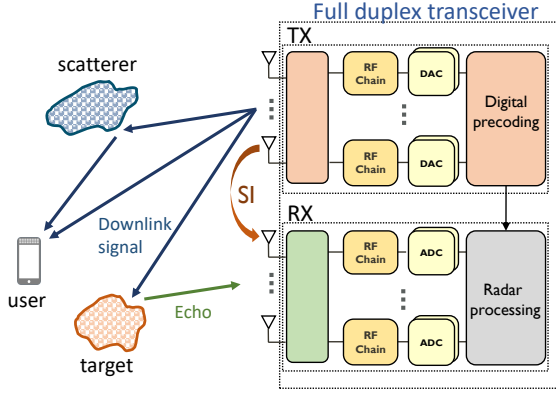 Full duplex transceiver
TX
scatterer
RF
Chain
DAC
Digital
precoding
RF
Chain
DAC
SI
Downlink
signal
RX
user
Echo
target
RF
Chain
ADC
Radar
processing
RF
Chain
ADC